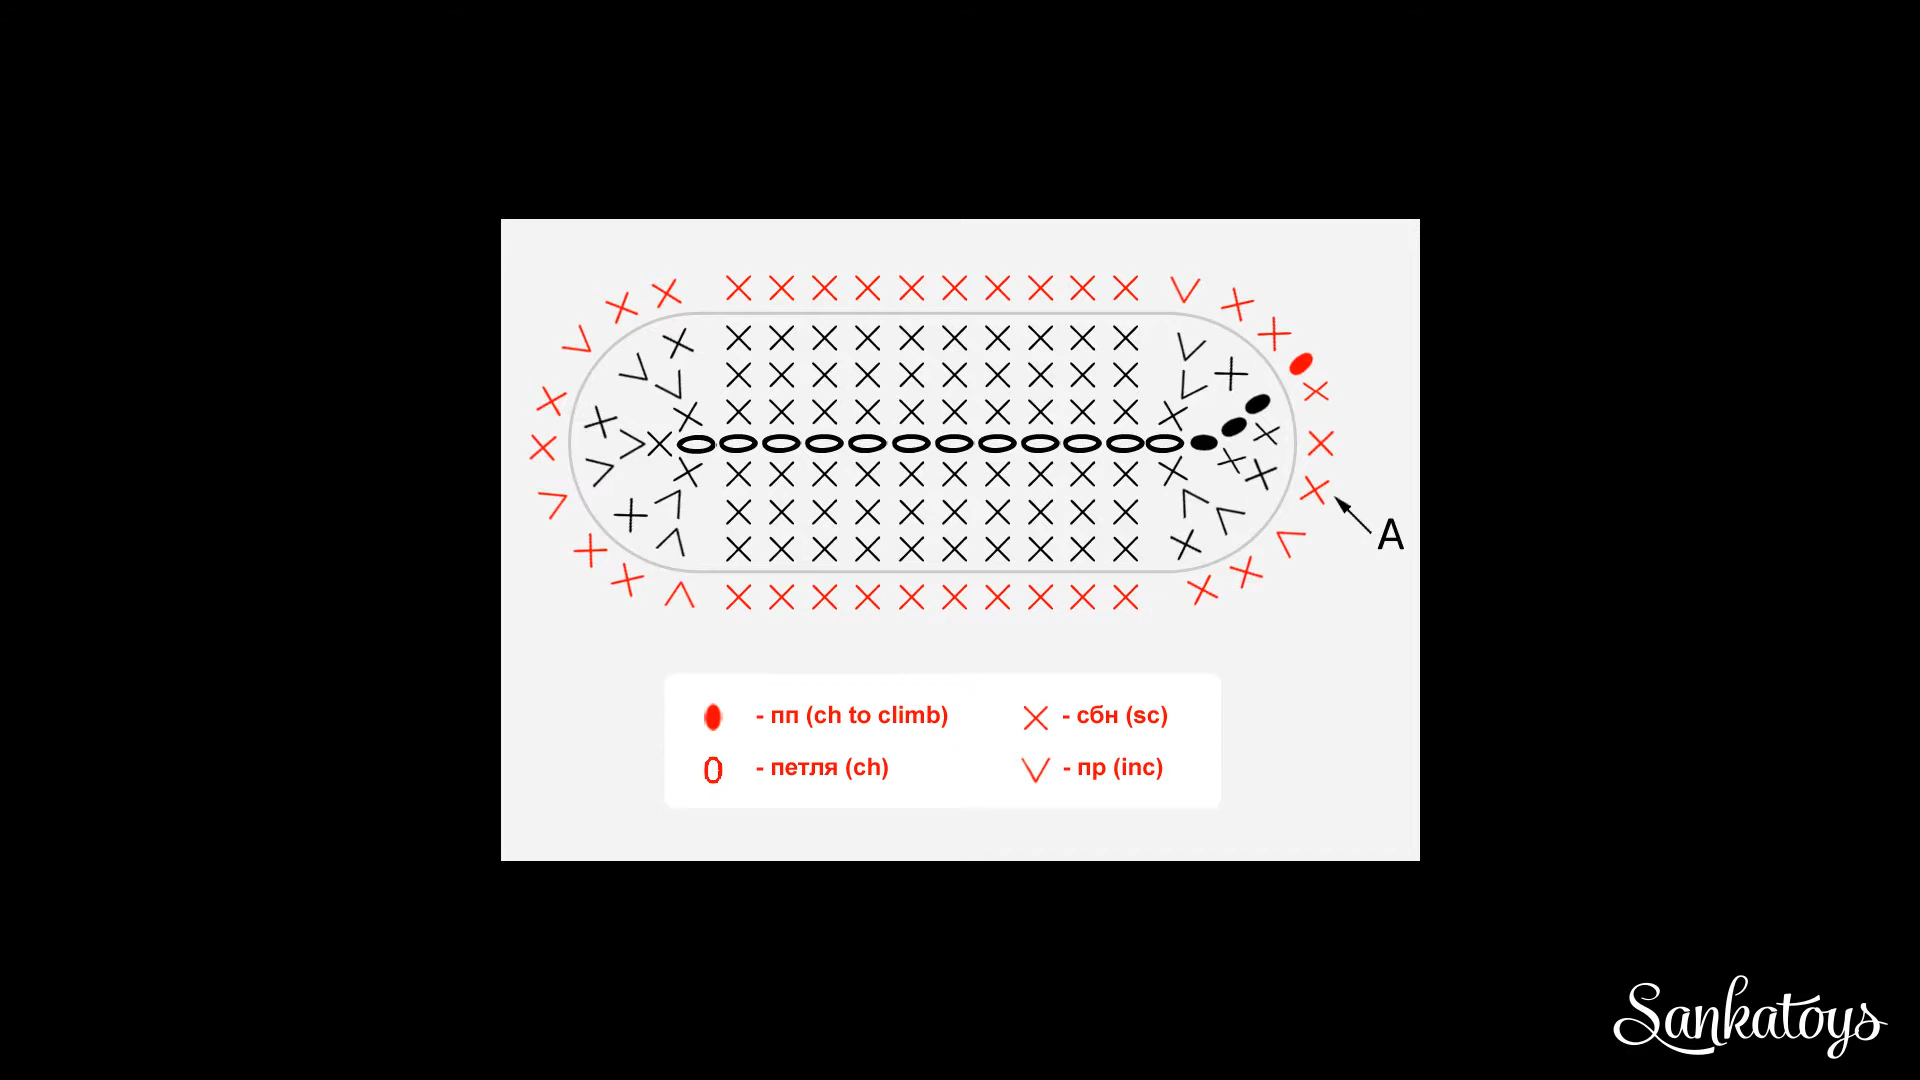 A
- пп (ch to climb)
- сбн (sc)
- петля (ch)
- пр (inc)
Sankatoys